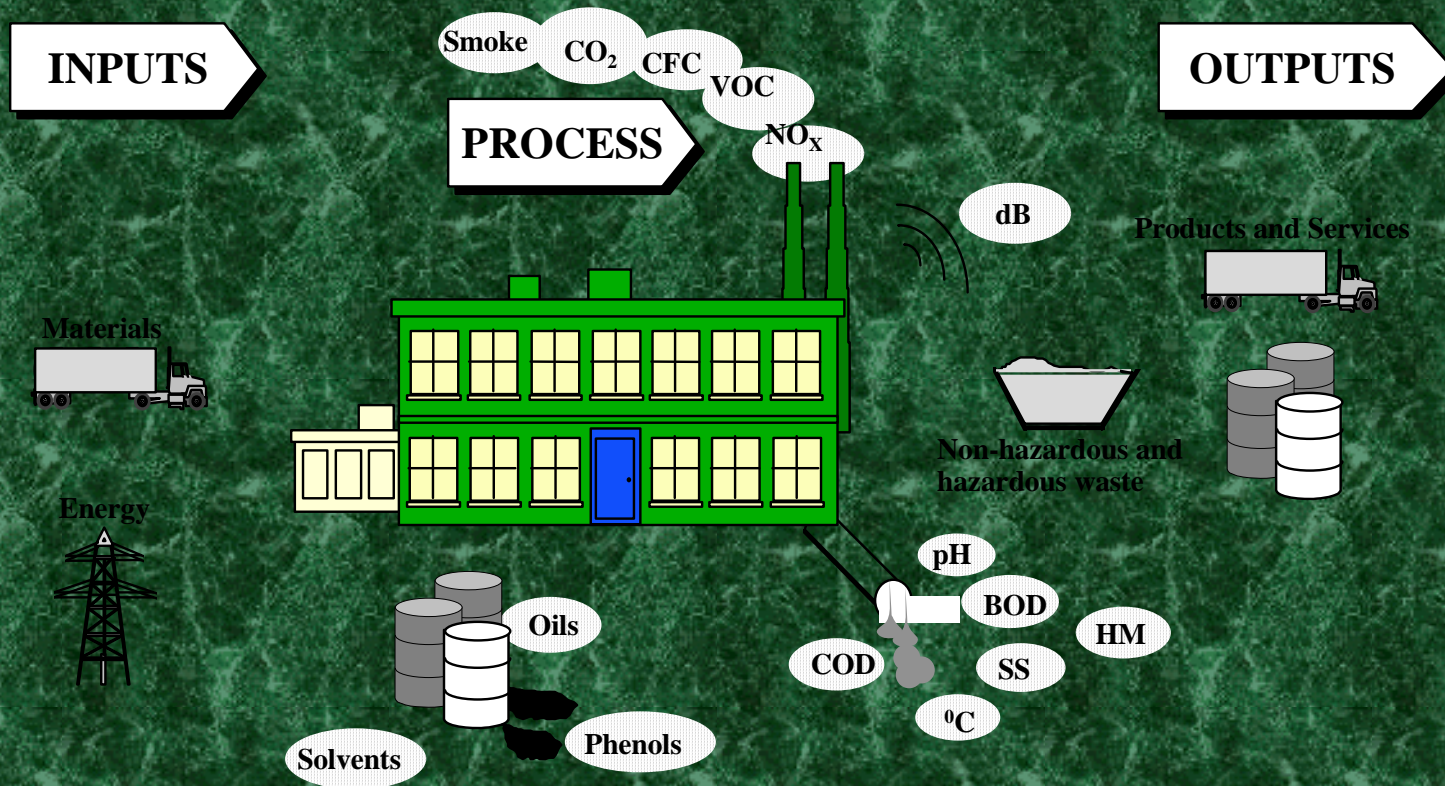 INPUTS
Smoke
CO₂
CFC
VOC
NOX
PROCESS
OUTPUTS
dB
Products and Services
Materials
Non-hazardous and
hazardous waste
Energy
pH
BOD
HM
Oils
COD
SS
⁰C
Solvents
Phenols